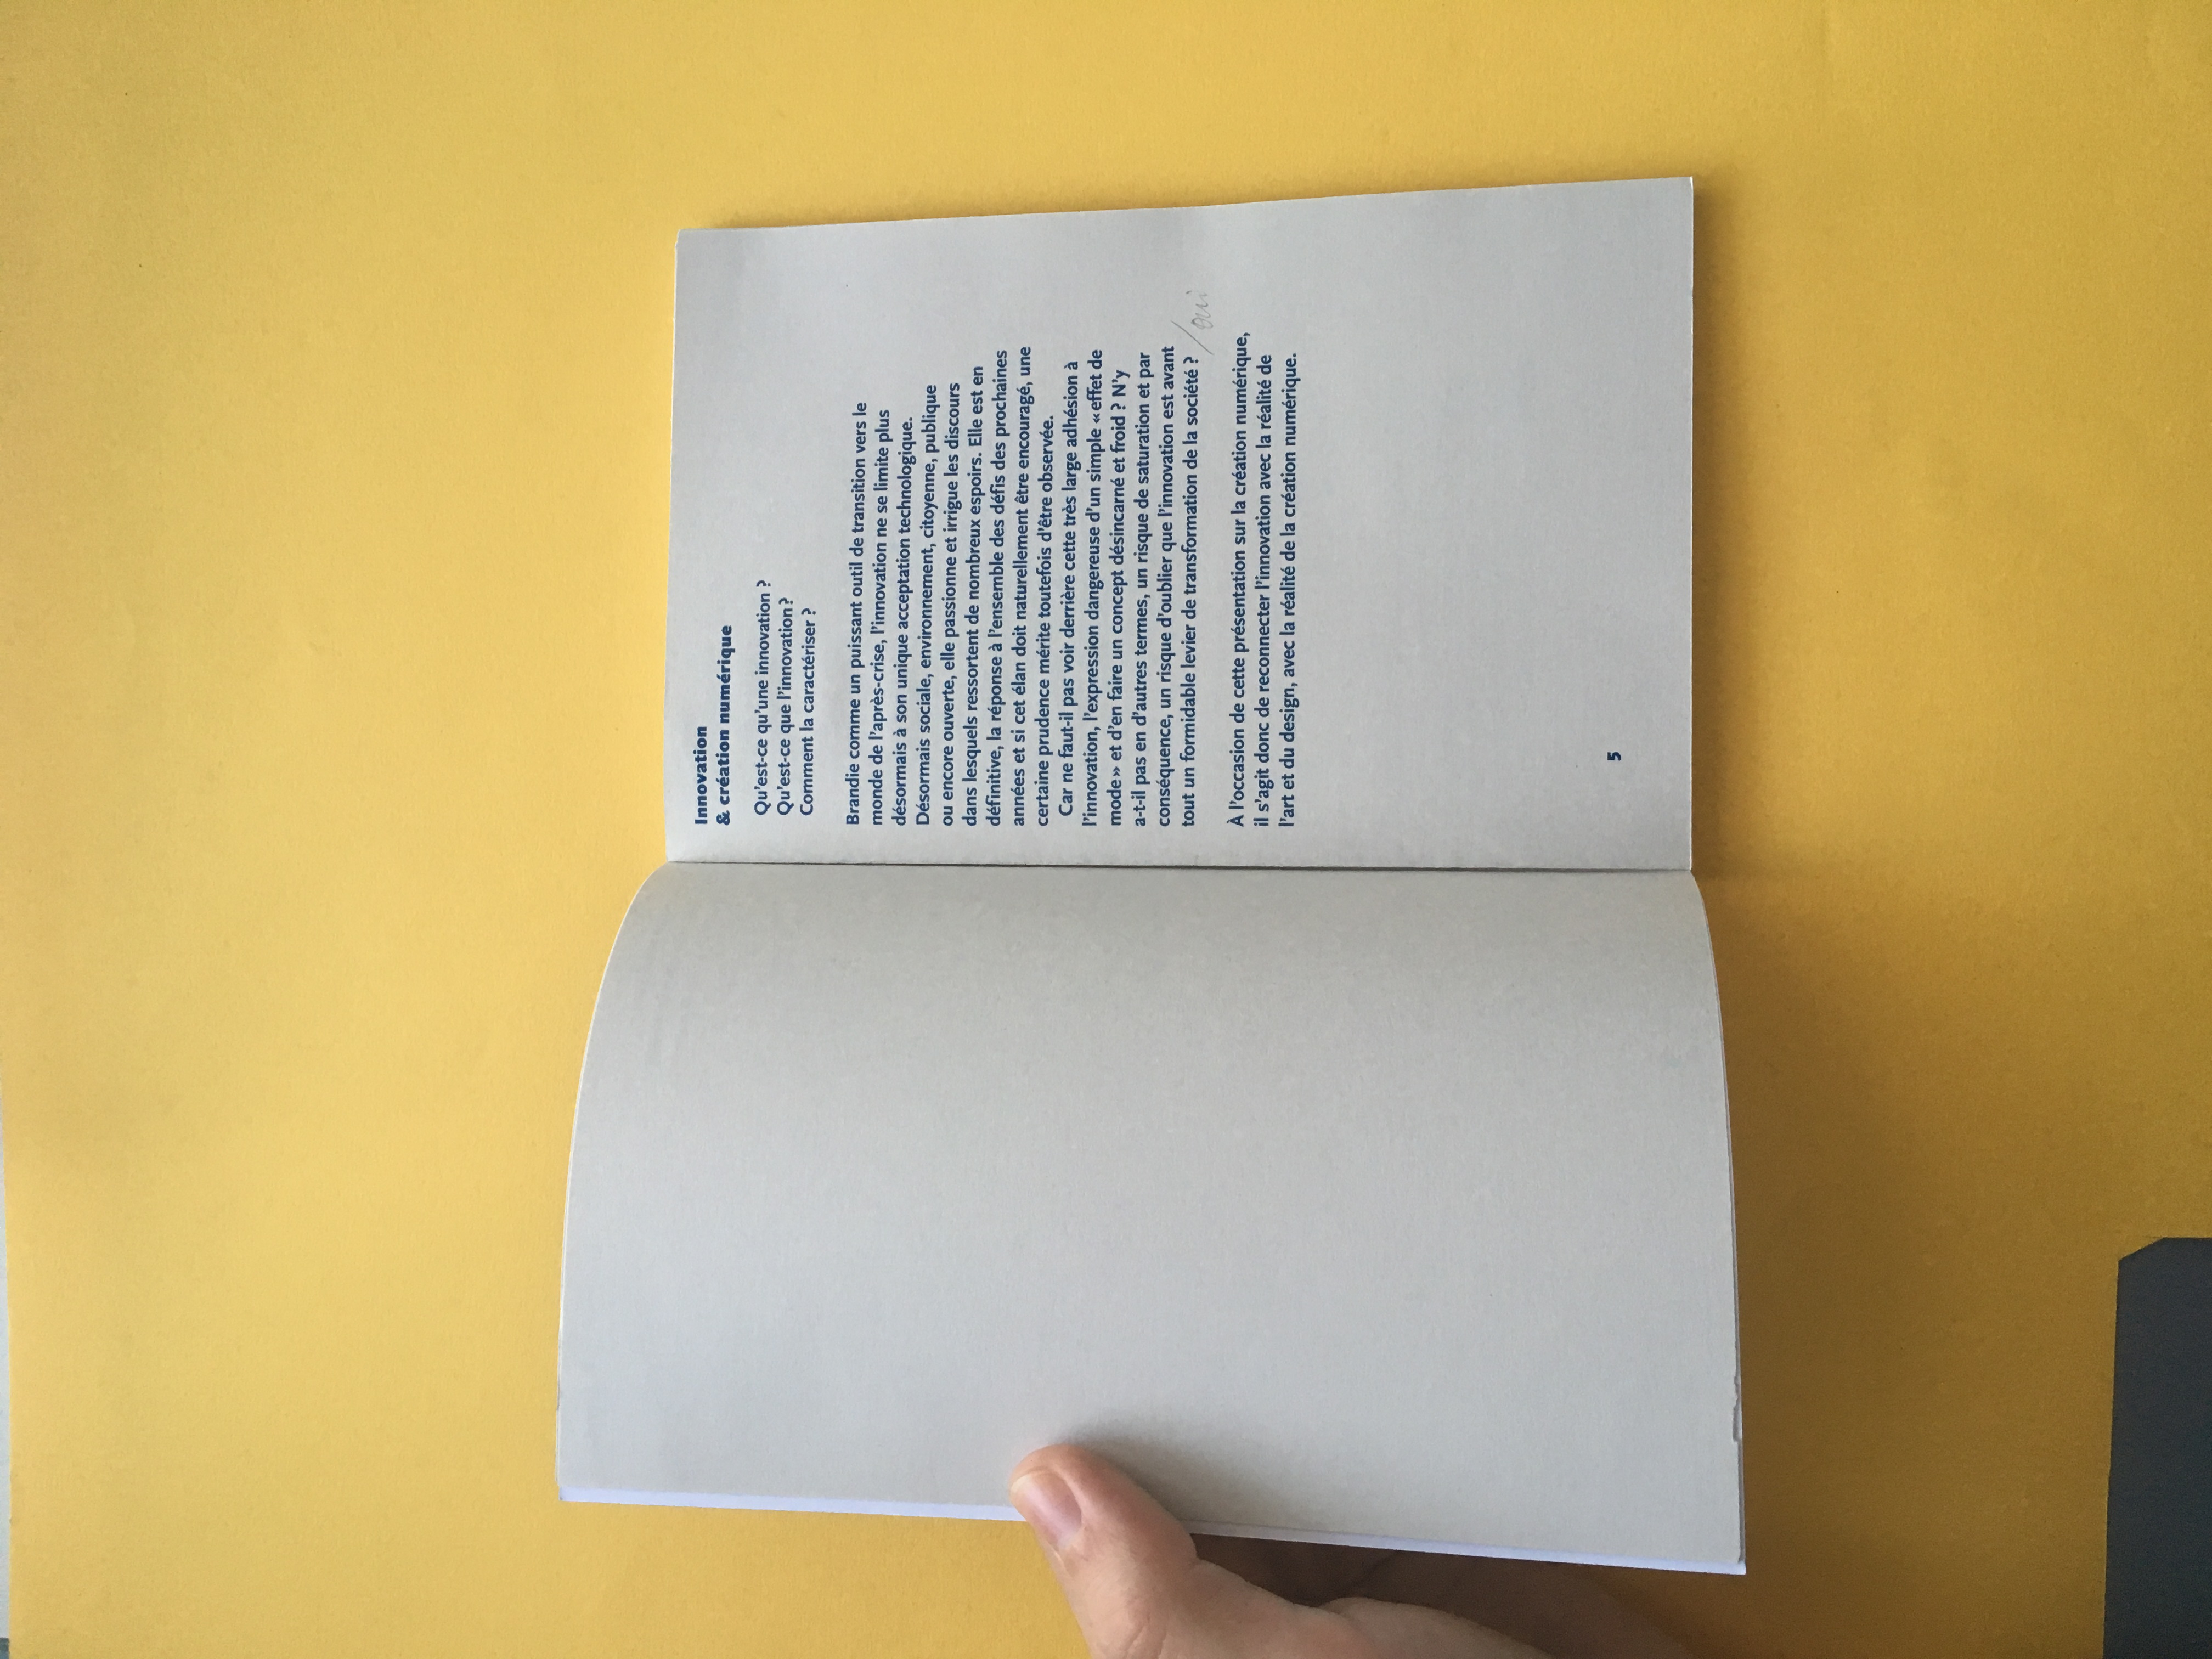 Innovation
& création numérique
Qu'est-ce qu'une innovation ?
Qu'est-ce que l'innovation ?
Comment la caractériser ?
Brandie comme un puissant outil de transition vers le
monde de l'après-crise, l'innovation ne se limite plus
désormais à son unique acceptation technologique.
Désormais sociale, environnement, citoyenne, publique
ou encore ouverte, elle passionne et irrigue les discours
dans lesquels ressortent de nombreux espoirs. Elle est en
définitive, la réponse à l'ensemble des défis des prochaines
années et si cet élan doit naturellement être encouragé, une
certaine prudence mérite toutefois d'être observée.
Car ne faut-il pas voir derrière cette très large adhésion à
l'innovation, l'expression dangereuse d'un simple « effet de
mode » et d'en faire un concept désincarné et froid ? N'y
a-t-il pas en d'autres termes, un risque de saturation et par
conséquence, un risque d'oublier que l'innovation est avant
tout un formidable levier de transformation de la société ? / oui
À l'occasion de cette présentation sur la création numérique,
il s'agit donc de reconnecter l'innovation avec la réalité de
l'art et du design, avec la réalité de la création numérique.
5